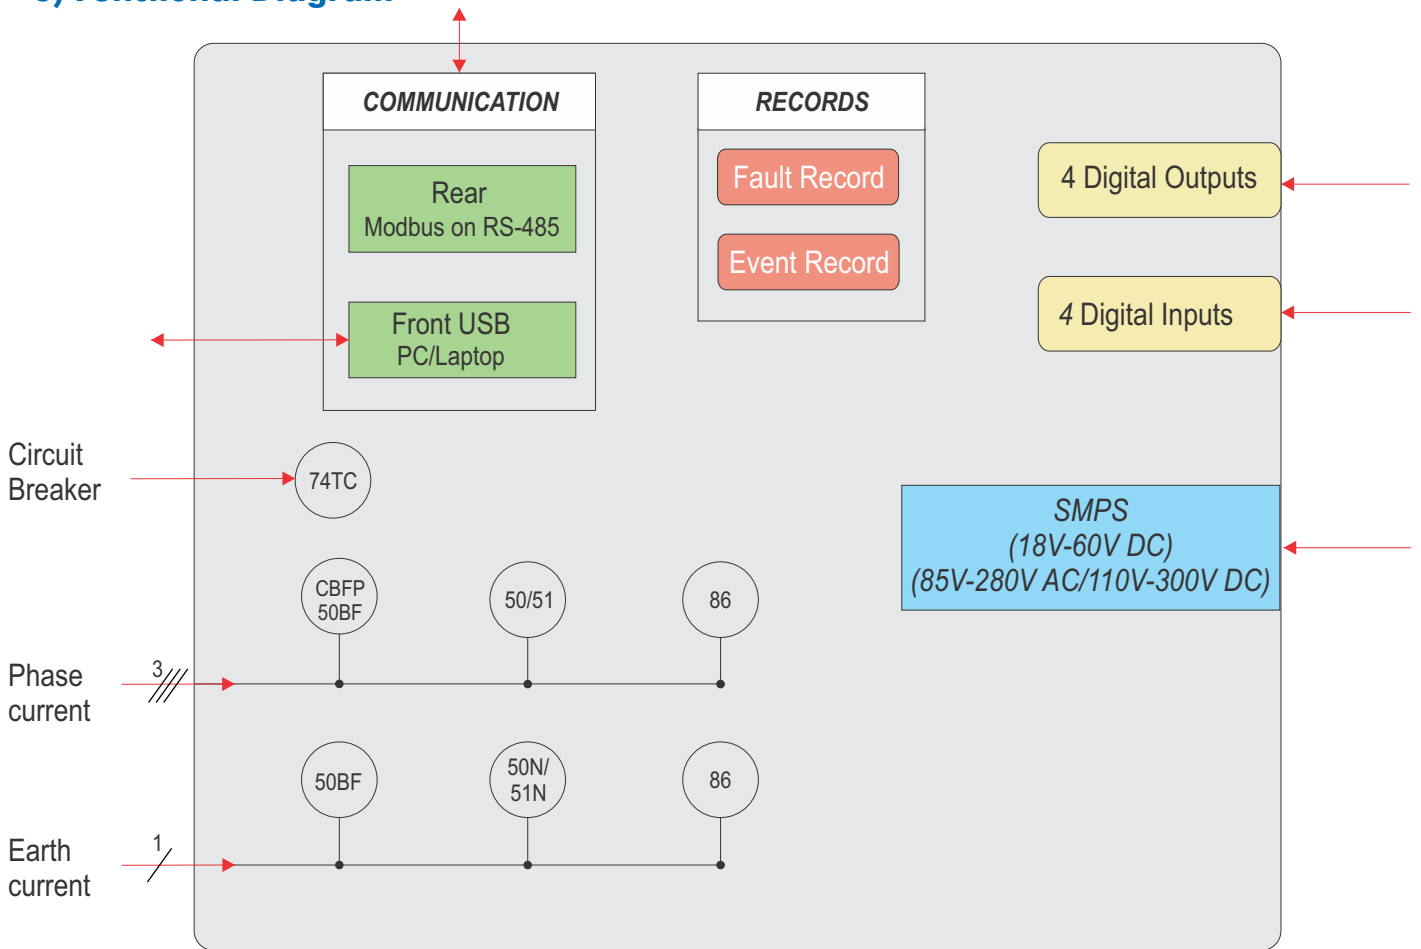 COMMUNICATION
RECORDS
Rear
Modbus on RS-485
Front USB
PC/Laptop
Fault Record
Event Record
4 Digital Outputs
4 Digital Inputs
Circuit
Breaker
74TC
SMPS
(18V-60V DC)
(85V-280V AC/110V-300V DC)
CBFP
50BF
50/51
86
Phase
current
3
50BF
50N/
51N
86
Earth
current
1